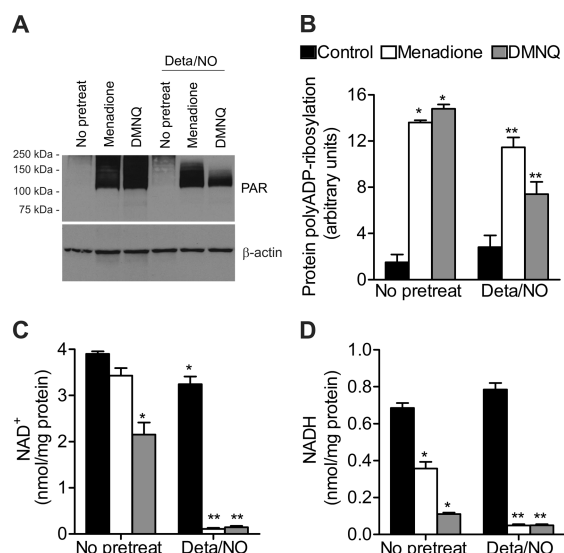 A
Deta/NO
No pretreat
Menadione
DMNQ
No pretreat
Menadione
DMNQ
250 kDa -
150 kDa -
100 kDa -
75 kDa -
PAR
β-actin
B
Control Menadione DMNQ
Protein polyADP-ribosylation
(arbitrary units)
16
12
8
4
0
*
*
**
**
No pretreat Deta/NO
C
NAD+
(nmol/mg protein)
4
3
2
1
0
*
*
** **
No pretreat Deta/NO
D
NADH
(nmol/mg protein)
1.0
0.8
0.6
0.4
0.2
0.0
*
*
** **
No pretreat Deta/NO